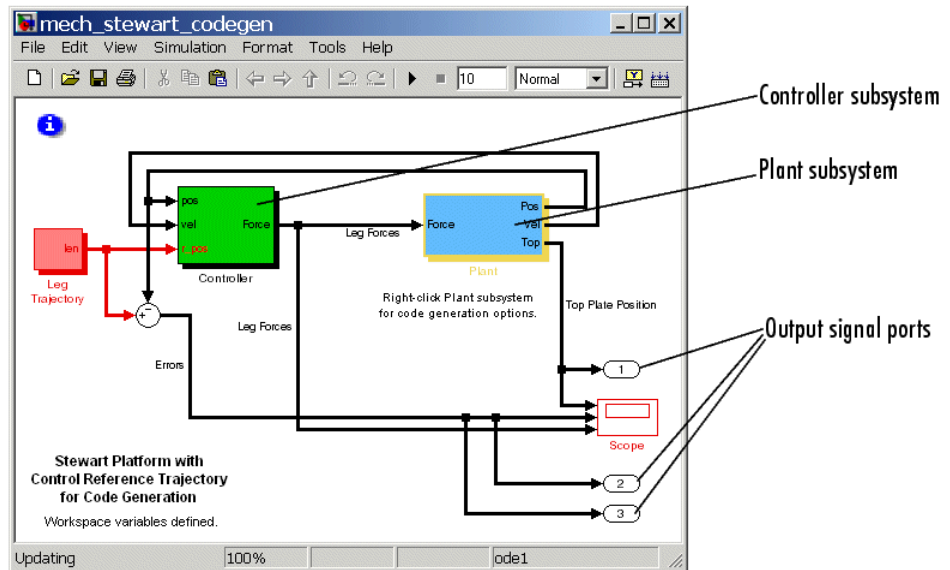 mech_stewart_codegen
File Edit View Simulation Format Tools Help
10 Normal
Controller subsystem
Plant subsystem
pos
vel
r pos
Force
Controller
len
Leg
Trajectory
Leg Forces
Force
Pos
Vel
Top
Plant
Right-click Plant subsystem
for code generation options.
Top Plate Position
Leg Forces
Errors
Output signal ports
1
Scope
2
3
Stewart Platform with
Control Reference Trajectory
for Code Generation
Workspace variables defined.
Updating 100% ode1